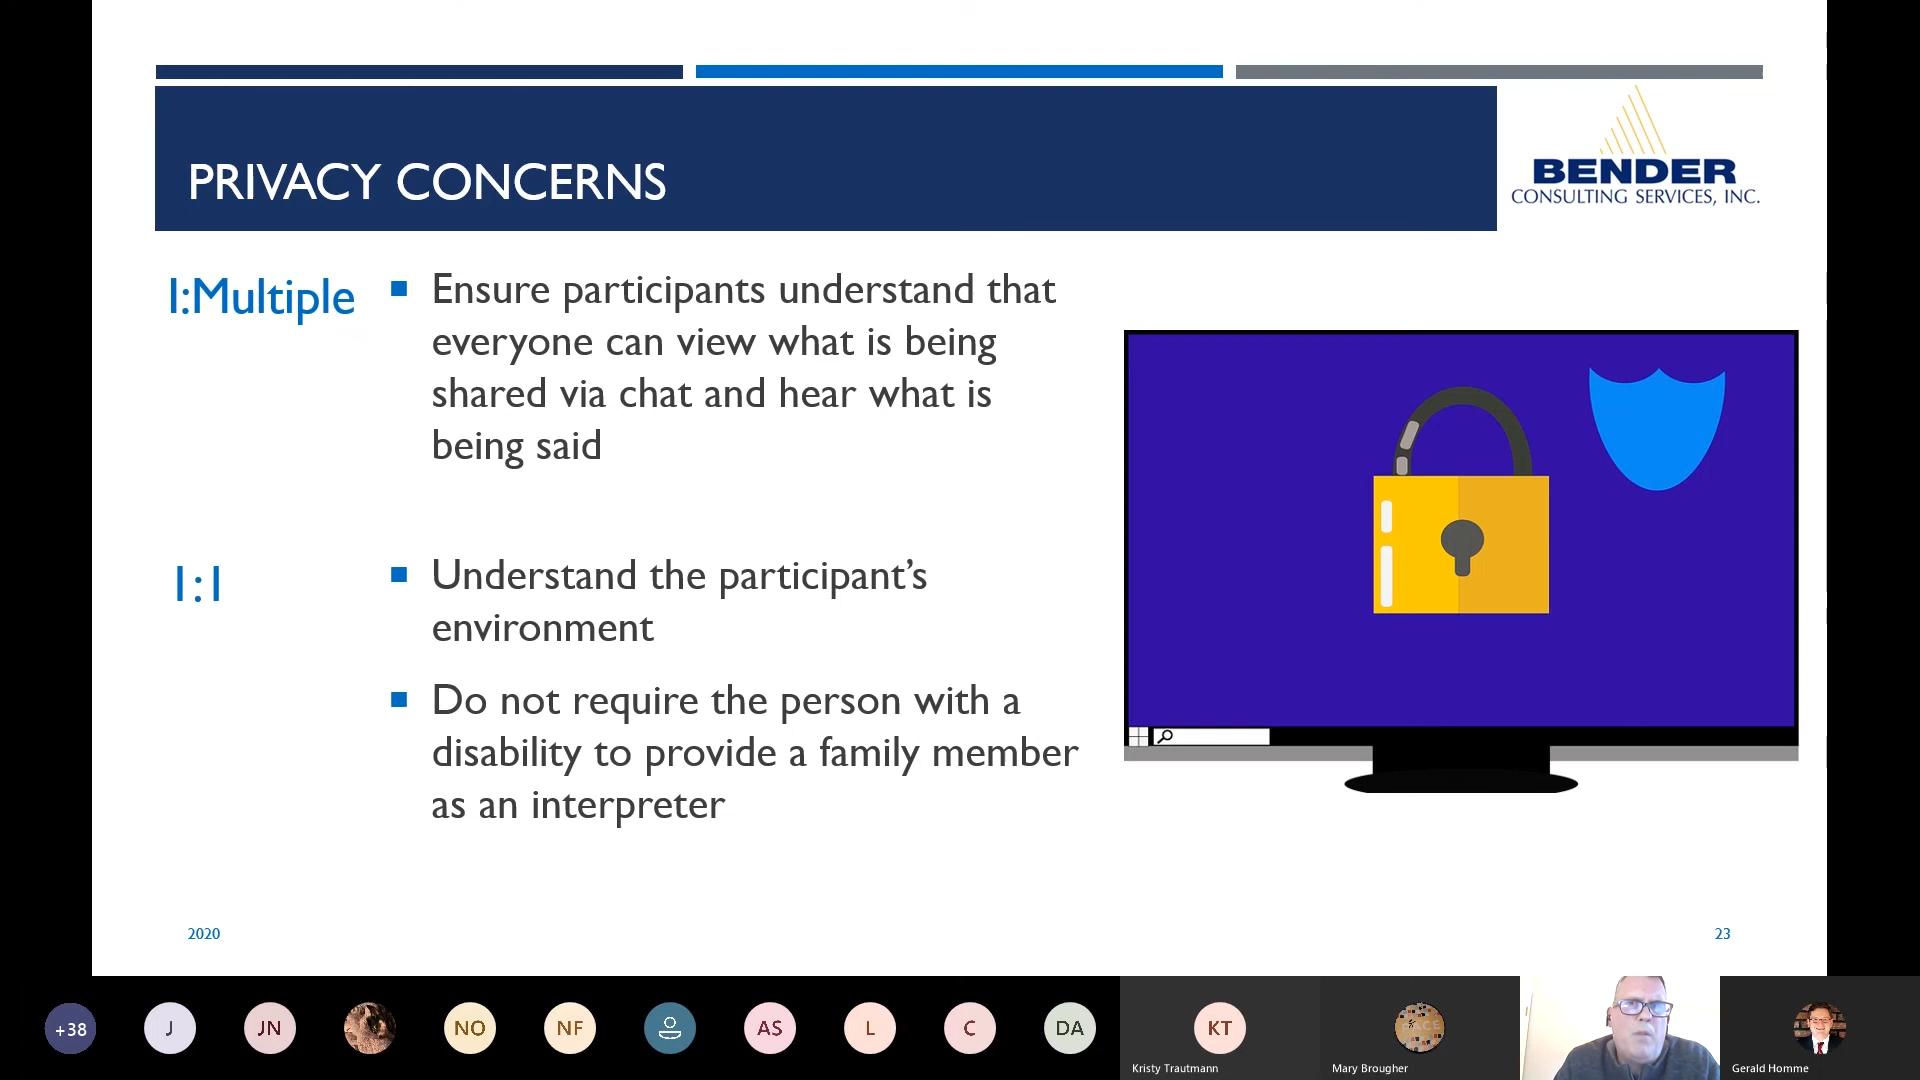 PRIVACY CONCERNS
BENDER
CONSULTING SERVICES, INC.
1:Multiple
Ensure participants understand that
everyone can view what is being
shared via chat and hear what is
being said
1:1
Understand the participant’s
environment
Do not require the person with a
disability to provide a family member
as an interpreter
2020
23
+38
J
JN
NO
NF
AS
L
C
DA
KT
Kristy Trautmann
Mary Brougher
Gerald Homme